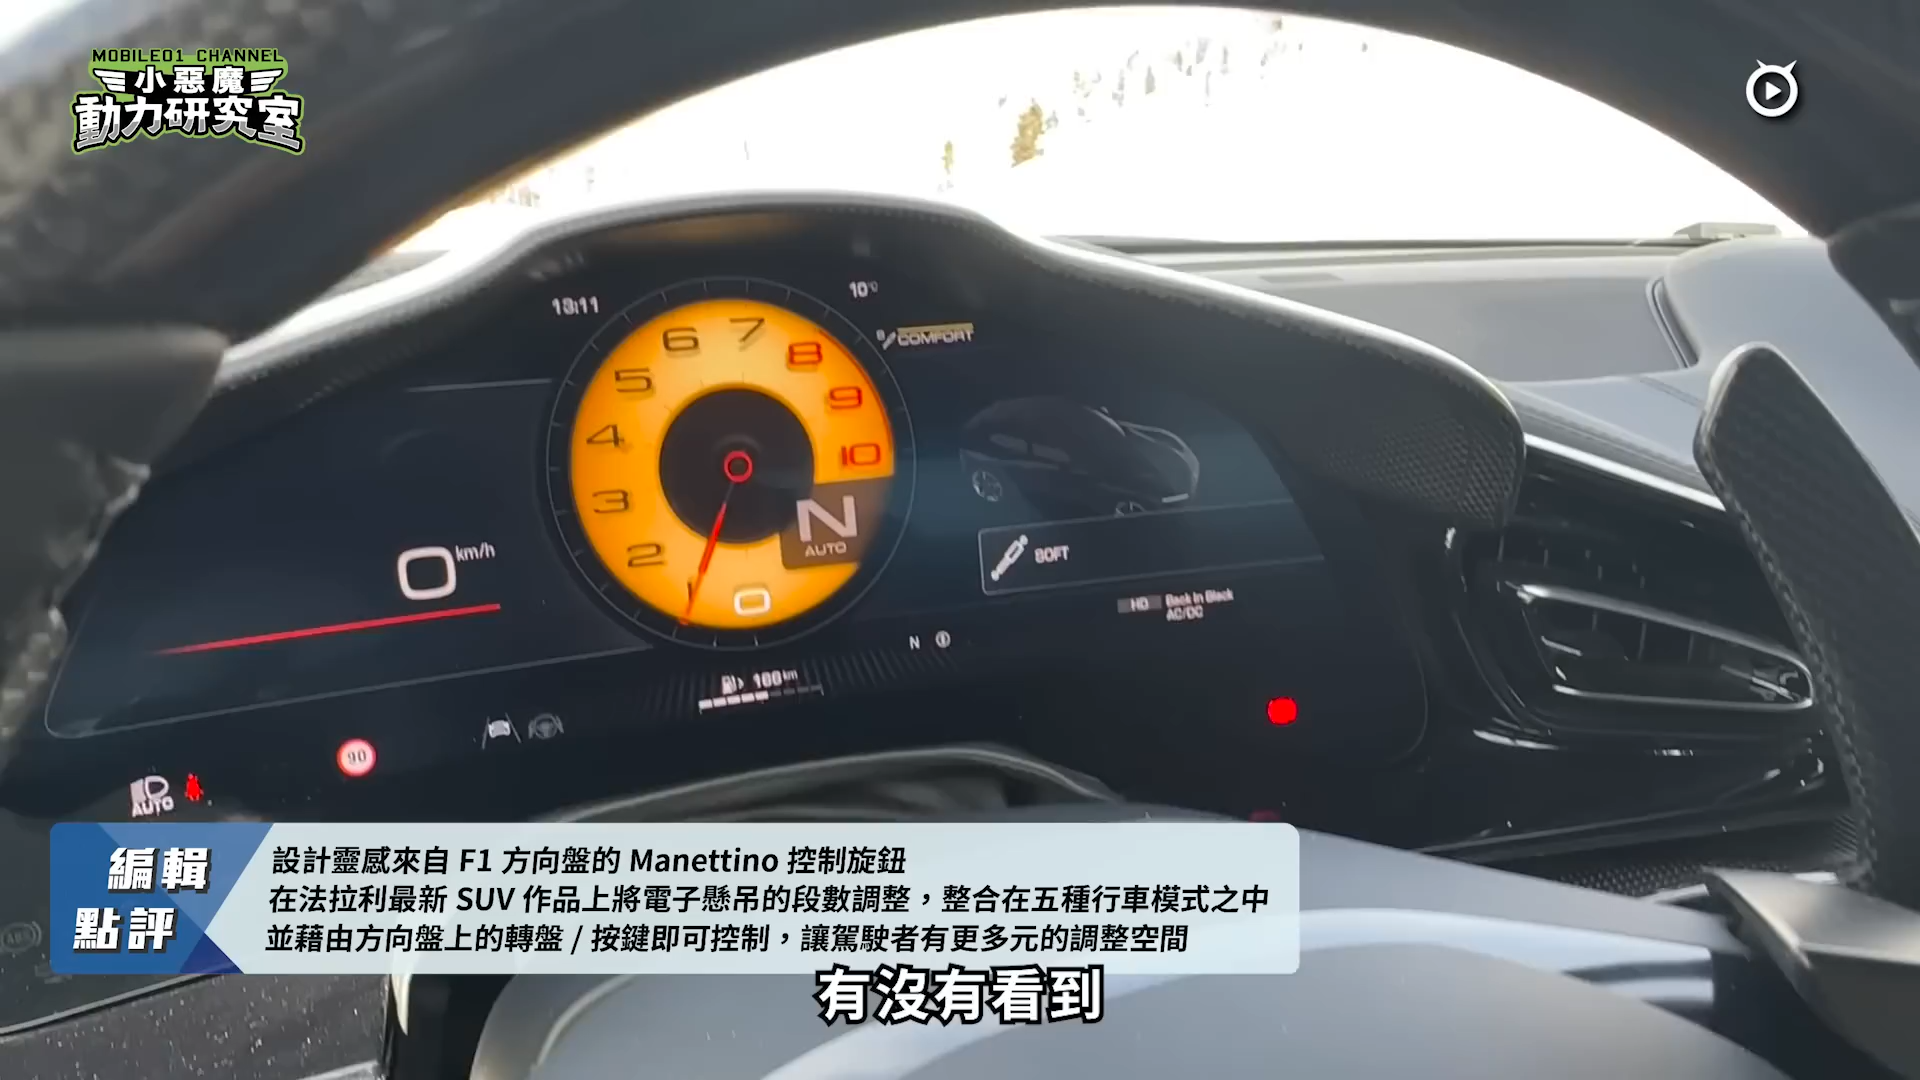 MOBILE01 CHANNEL
小惡魔
動力研究室
13:11
10°C
COMFORT
6 7 8
5 9
4 10
3
2
1 0
N
AUTO
0 km/h
SOFT
HD Back in Black
AC/DC
N
166 km
90
AUTO
編輯
點評
設計靈感來自 F1 方向盤的 Manettino 控制旋鈕
在法拉利最新 SUV 作品上將電子懸吊的段數調整，整合在五種行車模式之中
並藉由方向盤上的轉盤 / 按鍵即可控制，讓駕駛者有更多元的調整空間
有沒有看到